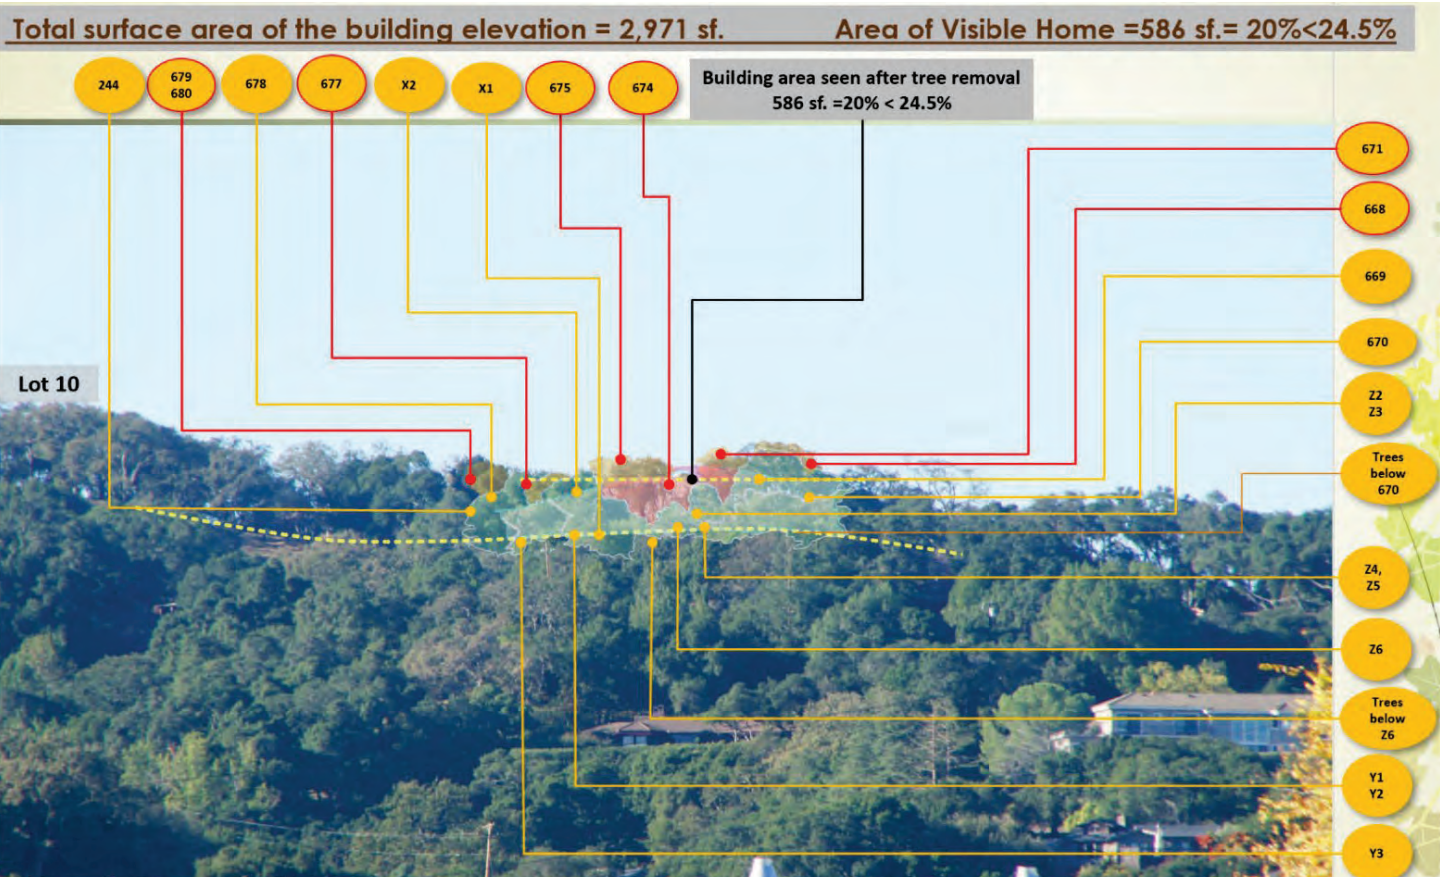 Total surface area of the building elevation = 2,971 sf.
Area of Visible Home =586 sf.= 20%<24.5%
244
679
680
678
677
X2
X1
675
674
Building area seen after tree removal
586 sf. =20% < 24.5%
671
668
669
670
Z2
Z3
Lot 10
Trees
below
670
Z4,
Z5
Z6
Trees
below
Z6
Y1
Y2
Y3